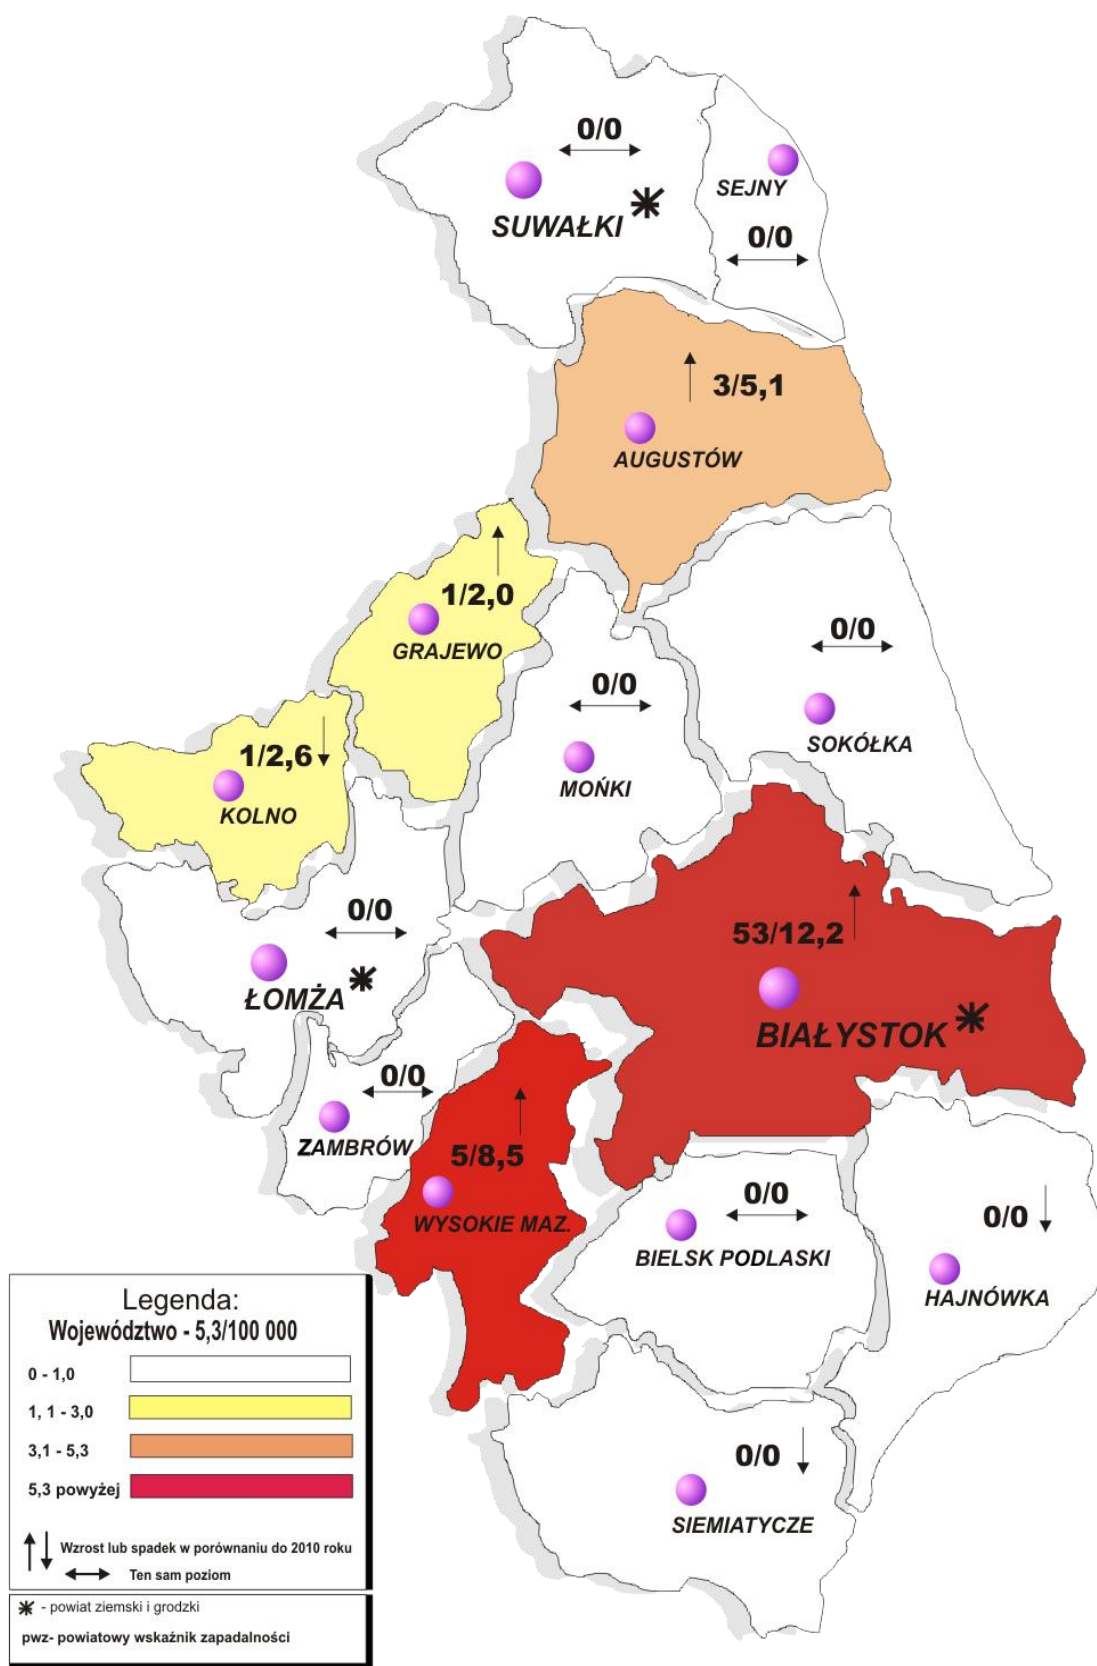 0/0
SUWAŁKI
SEJNY
0/0
3/5,1
AUGUSTÓW
1/2,0
GRAJEWO
0/0
SOKÓŁKA
0/0
MOŃKI
1/2,6
KOLNO
0/0
ŁOMŻA
53/12,2
BIAŁYSTOK
0/0
ZAMBRÓW
5/8,5
WYSOKIE MAZ.
0/0
BIELSK PODLASKI
0/0
HAJNÓWKA
0/0
SIEMIATYCZE
Legenda:
Województwo - 5,3/100 000
0 - 1,0
1, 1 - 3,0
3,1 - 5,3
5,3 powyżej
Wzrost lub spadek w porównaniu do 2010 roku
Ten sam poziom
- powiat ziemski i grodzki
pwz- powiatowy wskaźnik zapadalności